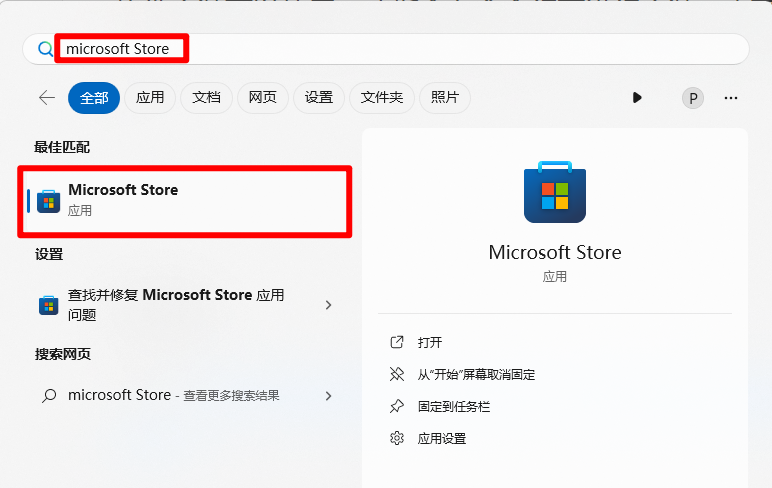 microsoft Store
全部
应用
文档
网页
设置
文件夹
照片
P
最佳匹配
Microsoft Store
应用
设置
查找并修复 Microsoft Store 应用
问题
搜索网页
microsoft Store - 查看更多搜索结果
Microsoft Store
应用
打开
从“开始”屏幕取消固定
固定到任务栏
应用设置